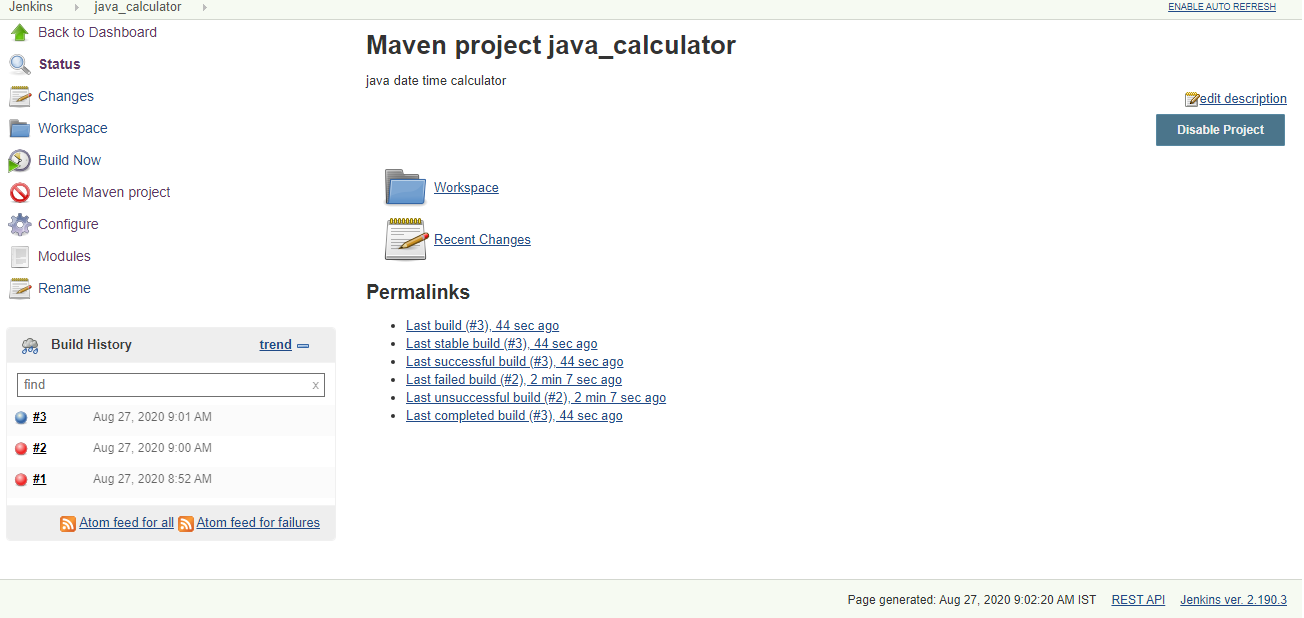 Jenkins java_calculator ENABLE AUTO REFRESH
Back to Dashboard
Status
Changes
Workspace
Build Now
Delete Maven project
Configure
Modules
Rename
Build History trend
find x
#3 Aug 27, 2020 9:01 AM
#2 Aug 27, 2020 9:00 AM
#1 Aug 27, 2020 8:52 AM
Atom feed for all Atom feed for failures
Maven project java_calculator
java date time calculator
edit description
Disable Project
Workspace
Recent Changes
Permalinks
Last build (#3), 44 sec ago
Last stable build (#3), 44 sec ago
Last successful build (#3), 44 sec ago
Last failed build (#2), 2 min 7 sec ago
Last unsuccessful build (#2), 2 min 7 sec ago
Last completed build (#3), 44 sec ago
Page generated: Aug 27, 2020 9:02:20 AM IST REST API Jenkins ver. 2.190.3